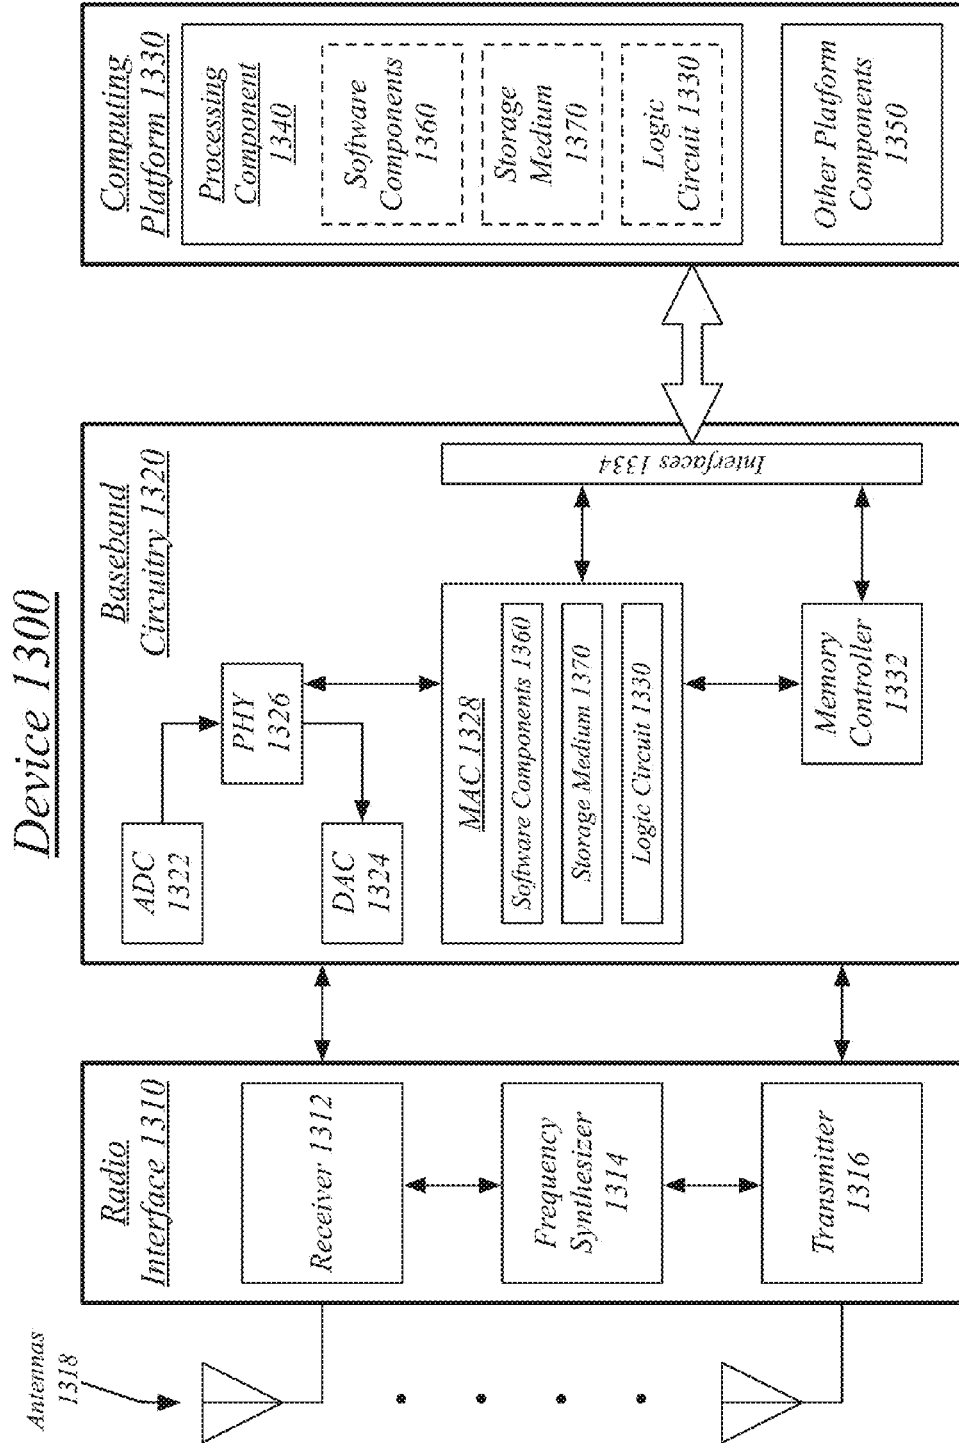 Device 1300
Antennas
1318
Radio
Interface 1310
Receiver 1312
Frequency
Synthesizer
1314
Transmitter
1316
Baseband
Circuitry 1320
ADC
1322
PHY
1326
DAC
1324
MAC 1328
Software Components 1360
Storage Medium 1370
Logic Circuit 1330
Memory
Controller
1332
Interfaces 1334
Computing
Platform 1330
Processing
Component
1340
Software
Components
1360
Storage
Medium
1370
Logic
Circuit 1330
Other Platform
Components
1350